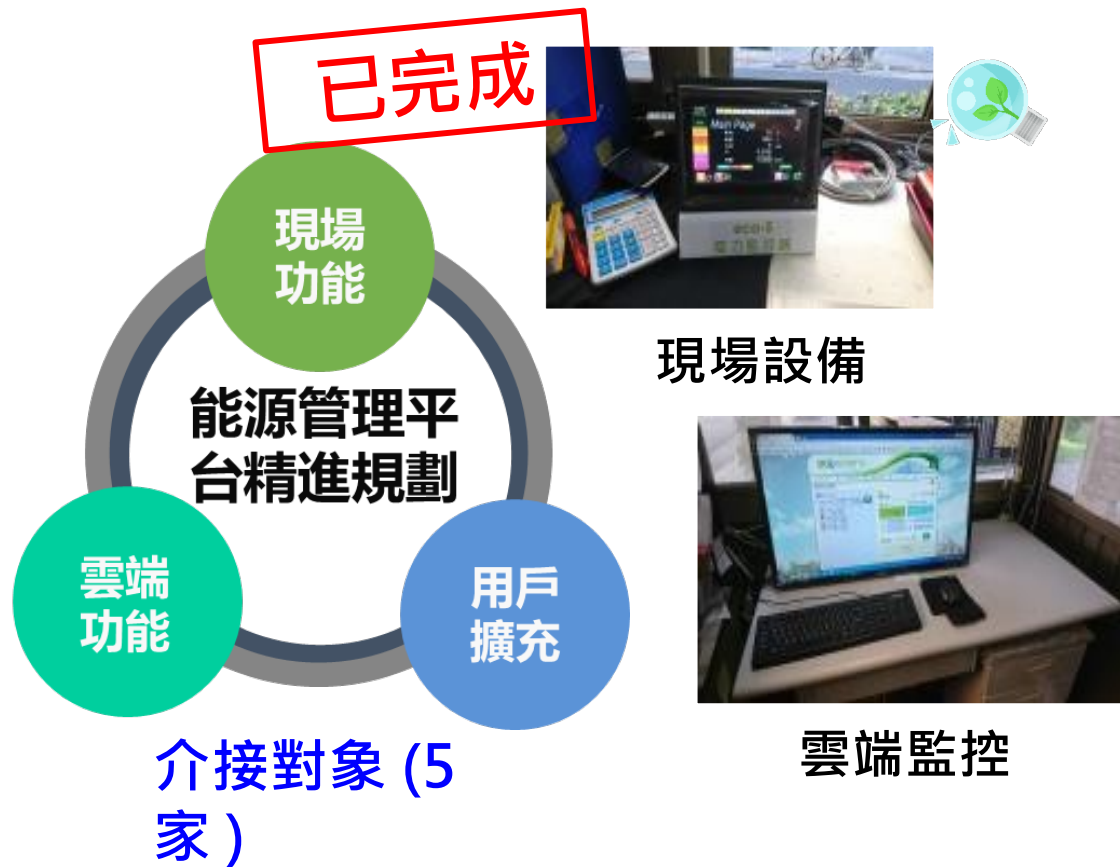 已完成
現場
功能
能源管理平
台精進規劃
雲端
功能
用戶
擴充
介接對象 (5
家 )
Main Page
現場設備
雲端監控